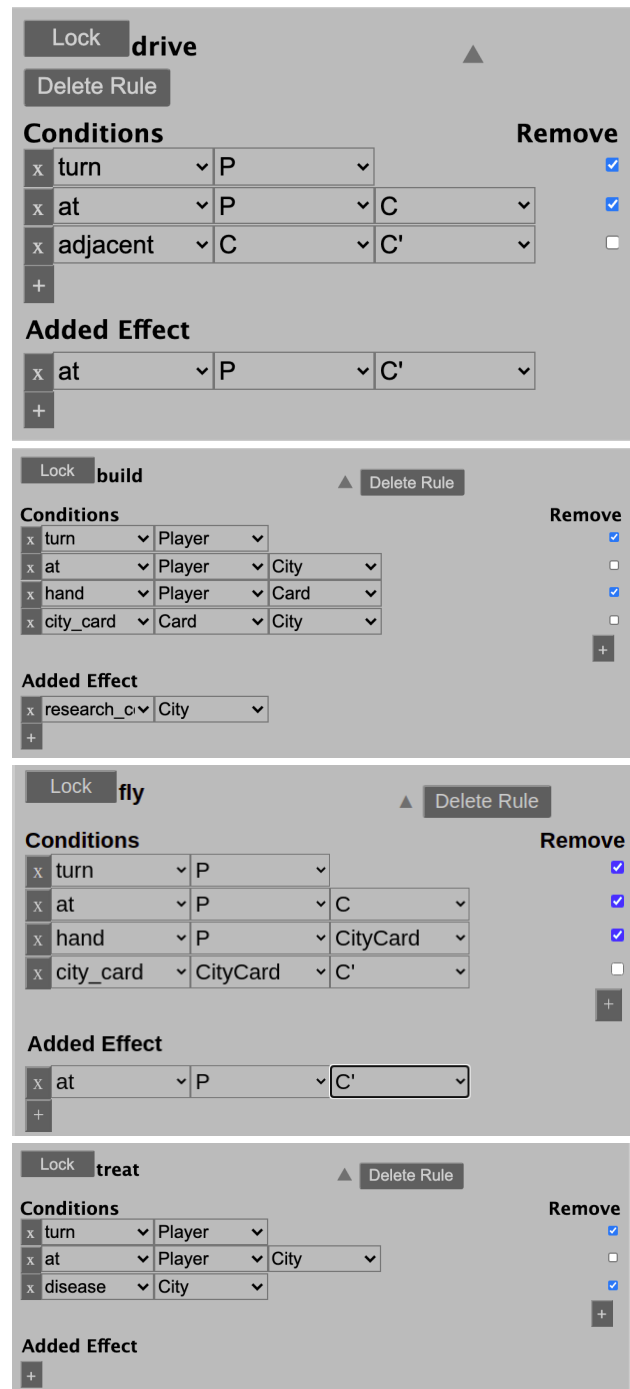 Lock drive ▲
Delete Rule
Conditions Remove
x turn P
x at P C
x adjacent C C'
+
Added Effect
x at P C'
+
Lock build ▲ Delete Rule
Conditions Remove
x turn Player
x at Player City
x hand Player Card
x city_card Card City
+
Added Effect
x research_c City
+
Lock fly ▲ Delete Rule
Conditions Remove
x turn P
x at P C
x hand P CityCard
x city_card CityCard C'
+
Added Effect
x at P C'
+
Lock treat ▲ Delete Rule
Conditions Remove
x turn Player
x at Player City
x disease City
+
Added Effect
+